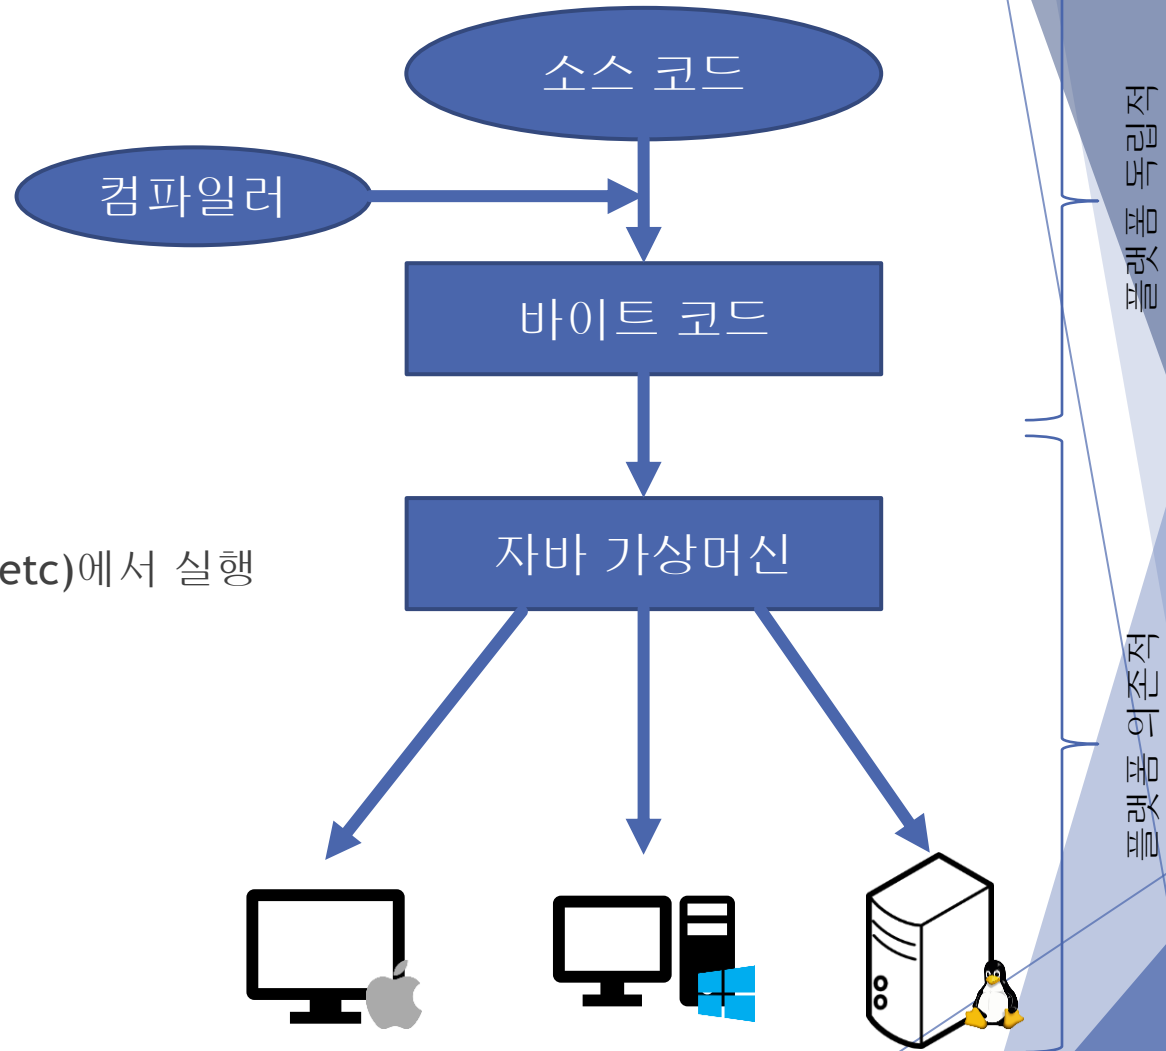 소스 코드
컴파일러
바이트 코드
etc)에서 실행
자바 가상머신
플랫폼 독립적
플랫폼 의존적